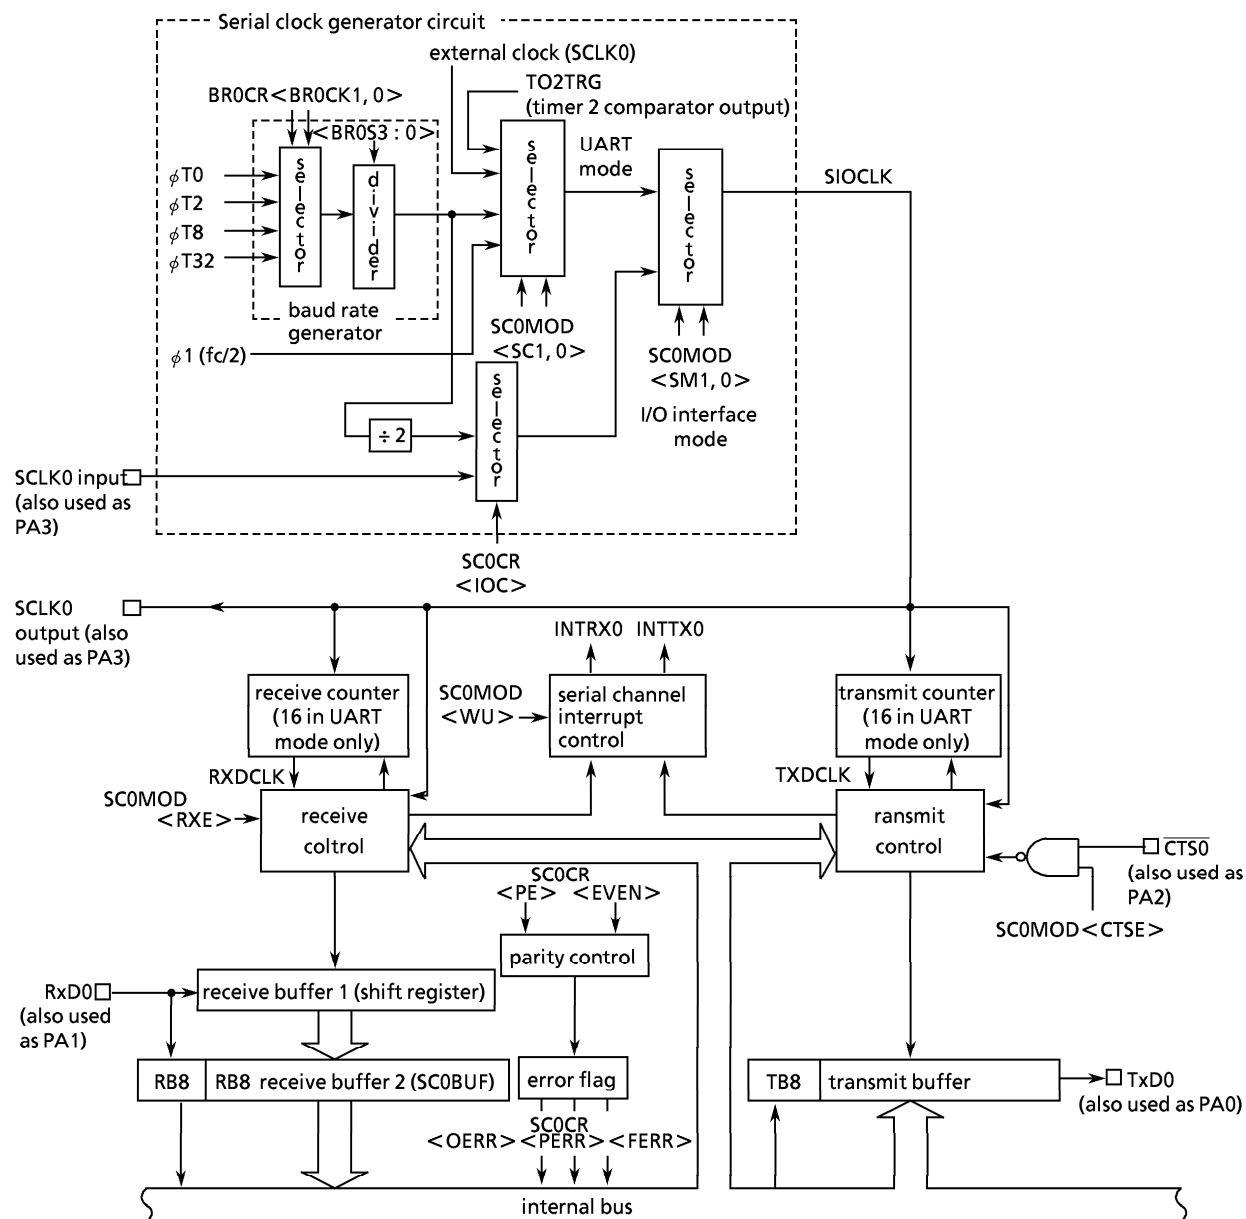 Serial clock generator circuit
external clock (SCLK0)
TO2TRG
(timer 2 comparator output)
BR0CR<BR0CK1, 0>
<BR0S3 : 0>
selector
divider
selector
UART
mode
selector
SIOCLK
φT0
φT2
φT8
φT32
baud rate
generator
SC0MOD
<SC1, 0>
φ1 (fc/2)
SC0MOD
<SM1, 0>
I/O interface
mode
selector
÷ 2
SCLK0 input
(also used as
PA3)
SC0CR
<IOC>
SCLK0
output (also
used as PA3)
INTRX0 INTTX0
receive counter
(16 in UART
mode only)
SC0MOD
<WU>
serial channel
interrupt
control
transmit counter
(16 in UART
mode only)
RXDCLK
TXDCLK
SC0MOD
<RXE>
receive
coltrol
ransmit
control
CTS0
(also used as
PA2)
SC0MOD<CTSE>
SC0CR
<PE> <EVEN>
parity control
RxD0
(also used
as PA1)
receive buffer 1 (shift register)
RB8
RB8 receive buffer 2 (SC0BUF)
error flag
TB8
transmit buffer
TxD0
(also used as PA0)
SC0CR
<OERR> <PERR> <FERR>
internal bus